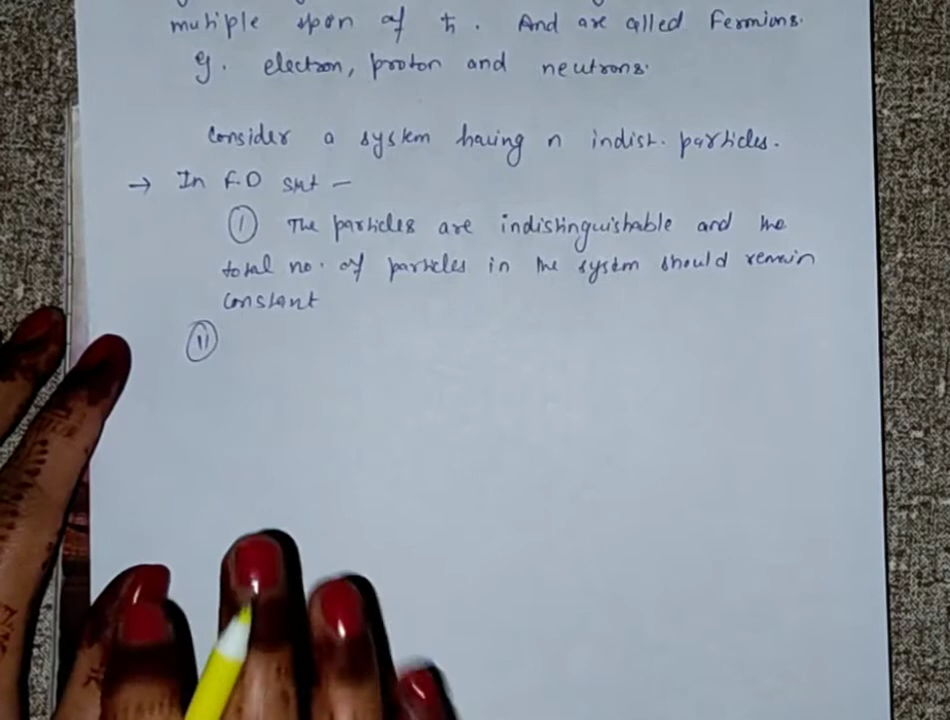 multiple spin of ħ. And are called Fermions.
eg. electron, proton and neutrons.
Consider a system having n indist. particles.
→ In F.D stat –
(I) The particles are indistinguishable and the
total no. of particles in the system should remain
constant
(II)